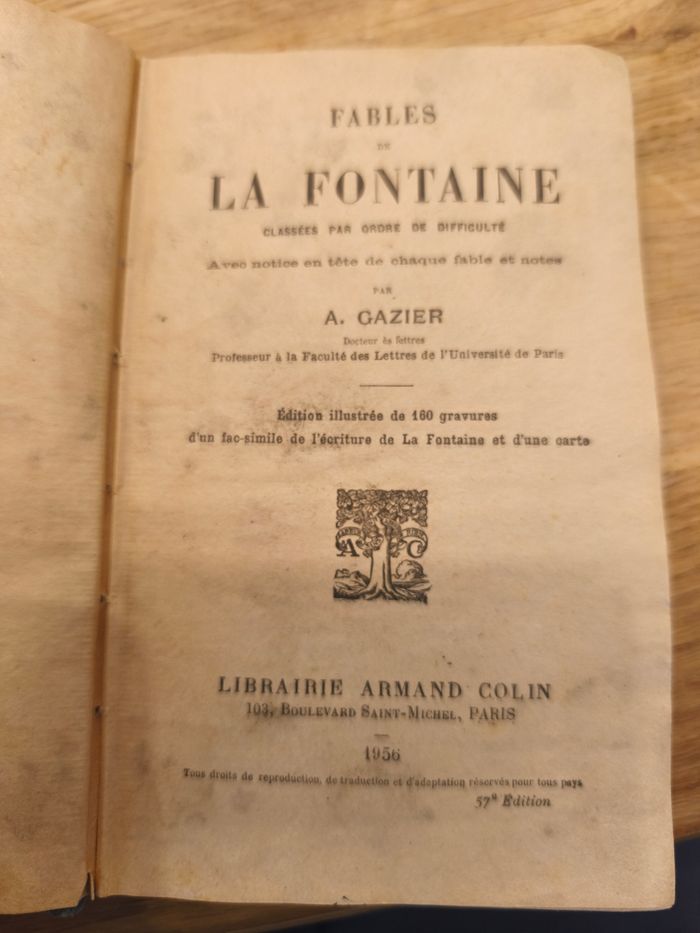 FABLES
DE
LA FONTAINE
CLASSÉES PAR ORDRE DE DIFFICULTÉ
Avec notice en tête de chaque fable et notes
PAR
A. GAZIER
Docteur ès lettres
Professeur à la Faculté des Lettres de l'Université de Paris
Édition illustrée de 160 gravures
d'un fac-simile de l'écriture de La Fontaine et d'une carte
A C
LIBRAIRIE ARMAND COLIN
103, BOULEVARD SAINT-MICHEL, PARIS
1956
Tous droits de reproduction, de traduction et d'adaptation réservés pour tous pays
57e Édition